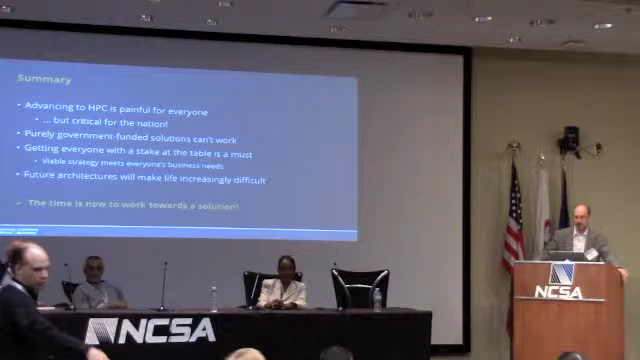 Summary
• Advancing to HPC is painful for everyone
• ... but critical for the nation!
• Purely government-funded solutions can't work
• Getting everyone with a stake at the table is a must
• Viable strategy meets everyone's business needs
• Future architectures will make life increasingly difficult
• The time is now to work towards a solution!
NCSA
NCSA